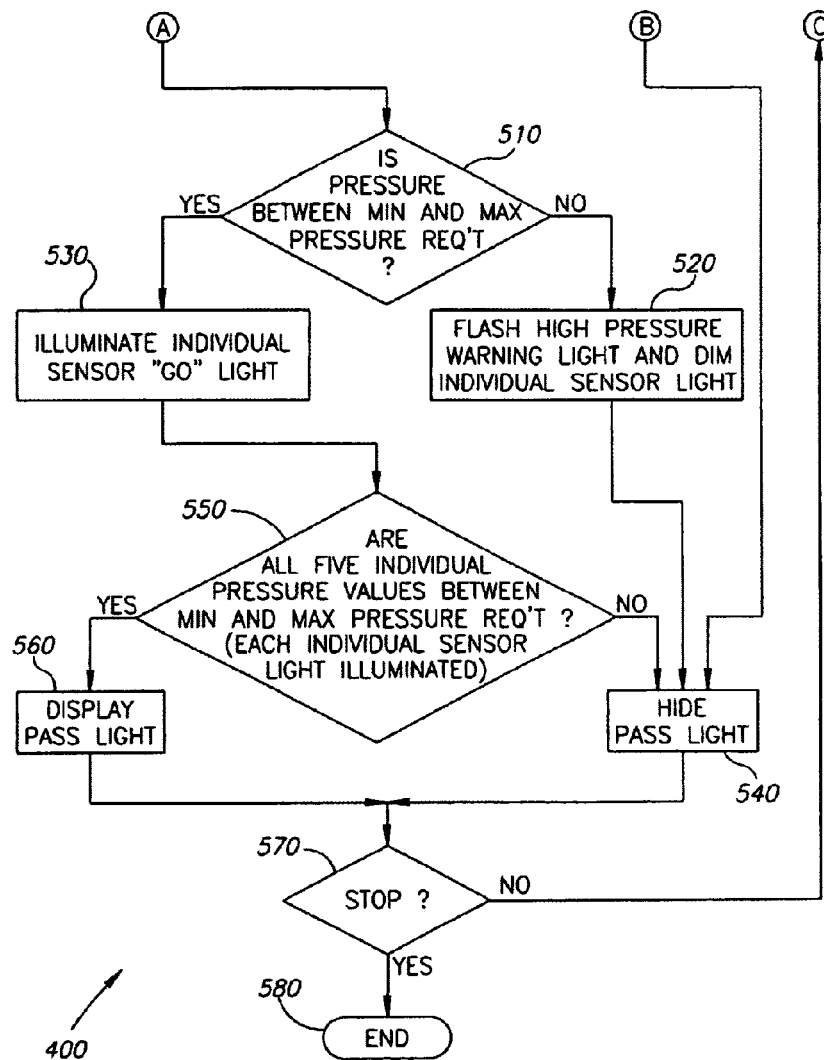 A
B
C
510
IS
PRESSURE
BETWEEN MIN AND MAX
PRESSURE REQ'T
?
YES
NO
530
520
ILLUMINATE INDIVIDUAL
SENSOR "GO" LIGHT
FLASH HIGH PRESSURE
WARNING LIGHT AND DIM
INDIVIDUAL SENSOR LIGHT
550
ARE
ALL FIVE INDIVIDUAL
PRESSURE VALUES BETWEEN
MIN AND MAX PRESSURE REQ'T ?
(EACH INDIVIDUAL SENSOR
LIGHT ILLUMINATED)
YES
NO
560
DISPLAY
PASS LIGHT
HIDE
PASS LIGHT
540
570
STOP ?
NO
YES
580
END
400